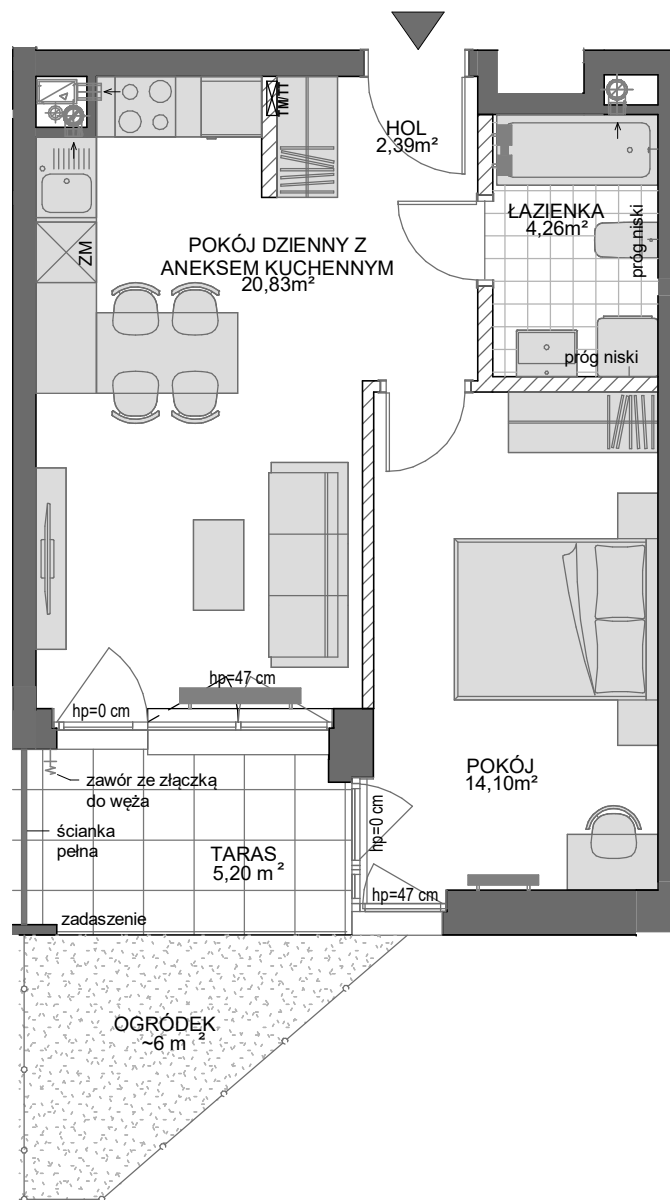 TM/TT
HOL
2,39m²
ŁAZIENKA
4,26m²
próg niski
próg niski
ZM
POKÓJ DZIENNY Z
ANEKSEM KUCHENNYM
20,83m²
hp=47 cm
hp=0 cm
zawór ze złączką
do węża
POKÓJ
14,10m²
hp=0 cm
ścianka
pełna
TARAS
5,20 m²
hp=47 cm
zadaszenie
OGRÓDEK
~6 m²